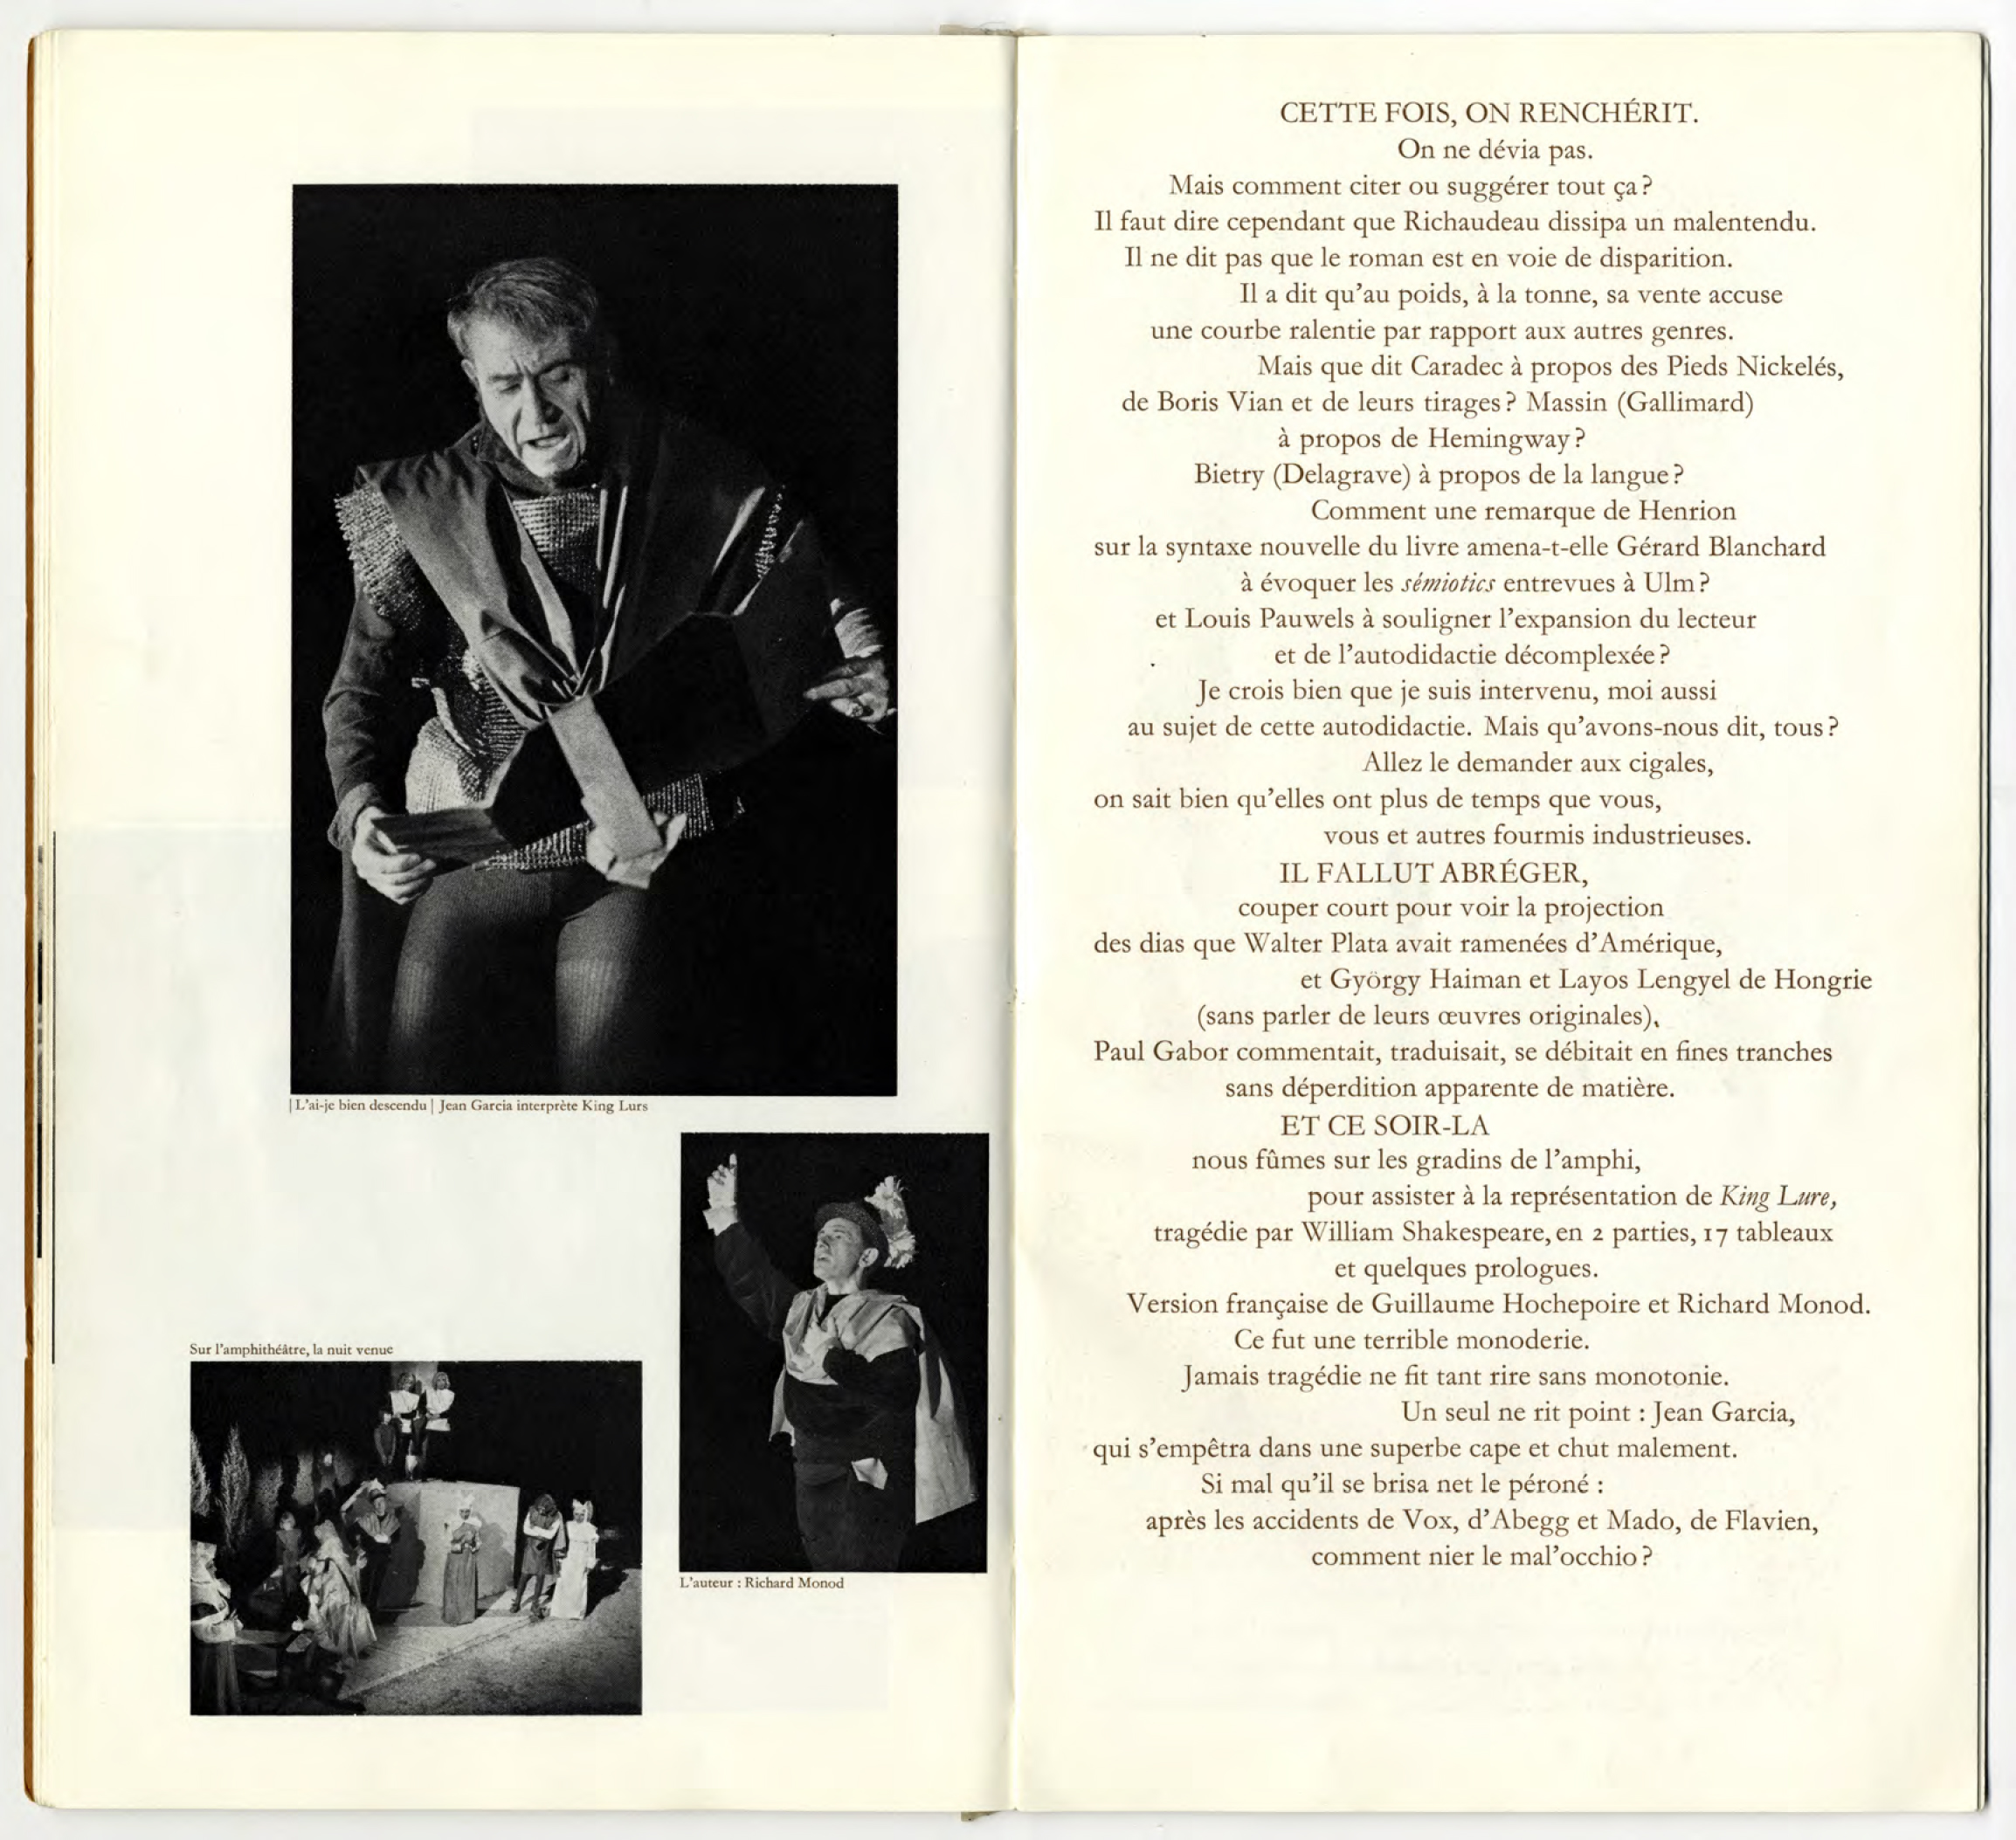 | L'ai-je bien descendu | Jean Garcia interprète King Lurs
L'auteur : Richard Monod
Sur l'amphithéâtre, la nuit venue
CETTE FOIS, ON RENCHÉRIT.
On ne dévia pas.
Mais comment citer ou suggérer tout ça ?
Il faut dire cependant que Richaudeau dissipa un malentendu.
Il ne dit pas que le roman est en voie de disparition.
Il a dit qu'au poids, à la tonne, sa vente accuse
une courbe ralentie par rapport aux autres genres.
Mais que dit Caradec à propos des Pieds Nickelés,
de Boris Vian et de leurs tirages ? Massin (Gallimard)
à propos de Hemingway ?
Bietry (Delagrave) à propos de la langue ?
Comment une remarque de Henrion
sur la syntaxe nouvelle du livre amena-t-elle Gérard Blanchard
à évoquer les sémiotics entrevues à Ulm ?
et Louis Pauwels à souligner l'expansion du lecteur
et de l'autodidactie décomplexée ?
Je crois bien que je suis intervenu, moi aussi
au sujet de cette autodidactie. Mais qu'avons-nous dit, tous ?
Allez le demander aux cigales,
on sait bien qu'elles ont plus de temps que vous,
vous et autres fourmis industrieuses.
IL FALLUT ABRÉGER,
couper court pour voir la projection
des dias que Walter Plata avait ramenées d'Amérique,
et György Haiman et Layos Lengyel de Hongrie
(sans parler de leurs œuvres originales),
Paul Gabor commentait, traduisait, se débitait en fines tranches
sans déperdition apparente de matière.
ET CE SOIR-LA
nous fûmes sur les gradins de l'amphi,
pour assister à la représentation de King Lure,
tragédie par William Shakespeare, en 2 parties, 17 tableaux
et quelques prologues.
Version française de Guillaume Hochepoire et Richard Monod.
Ce fut une terrible monoderie.
Jamais tragédie ne fit tant rire sans monotonie.
Un seul ne rit point : Jean Garcia,
qui s'empêtra dans une superbe cape et chut malement.
Si mal qu'il se brisa net le péroné :
après les accidents de Vox, d'Abegg et Mado, de Flavien,
comment nier le mal'occhio ?